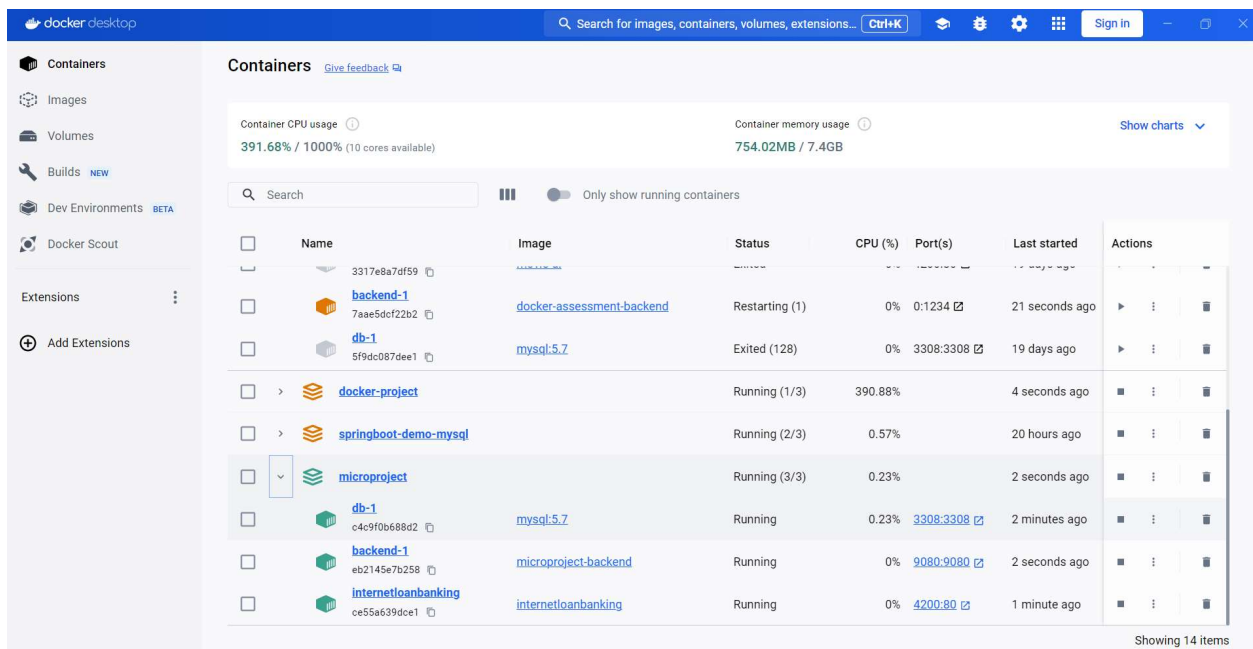 docker desktop
Search for images, containers, volumes, extensions... Ctrl+K
Sign in
Containers
Images
Volumes
Builds NEW
Dev Environments BETA
Docker Scout
Extensions
Add Extensions
Containers Give feedback
Container CPU usage
391.68% / 1000% (10 cores available)
Container memory usage
754.02MB / 7.4GB
Show charts
Search
Only show running containers
Name Image Status CPU (%) Port(s) Last started Actions
3317e8a7df59
backend-1
7aae5dcf22b2
docker-assessment-backend Restarting (1) 0% 0:1234 21 seconds ago
db-1
5f9dc087dee1
mysql:5.7 Exited (128) 0% 3308:3308 19 days ago
docker-project Running (1/3) 390.88% 4 seconds ago
springboot-demo-mysql Running (2/3) 0.57% 20 hours ago
microproject Running (3/3) 0.23% 2 seconds ago
db-1
c4c9f0b688d2
mysql:5.7 Running 0.23% 3308:3308 2 minutes ago
backend-1
eb2145e7b258
microproject-backend Running 0% 9080:9080 2 seconds ago
internetloanbanking
ce55a639dce1
internetloanbanking Running 0% 4200:80 1 minute ago
Showing 14 items